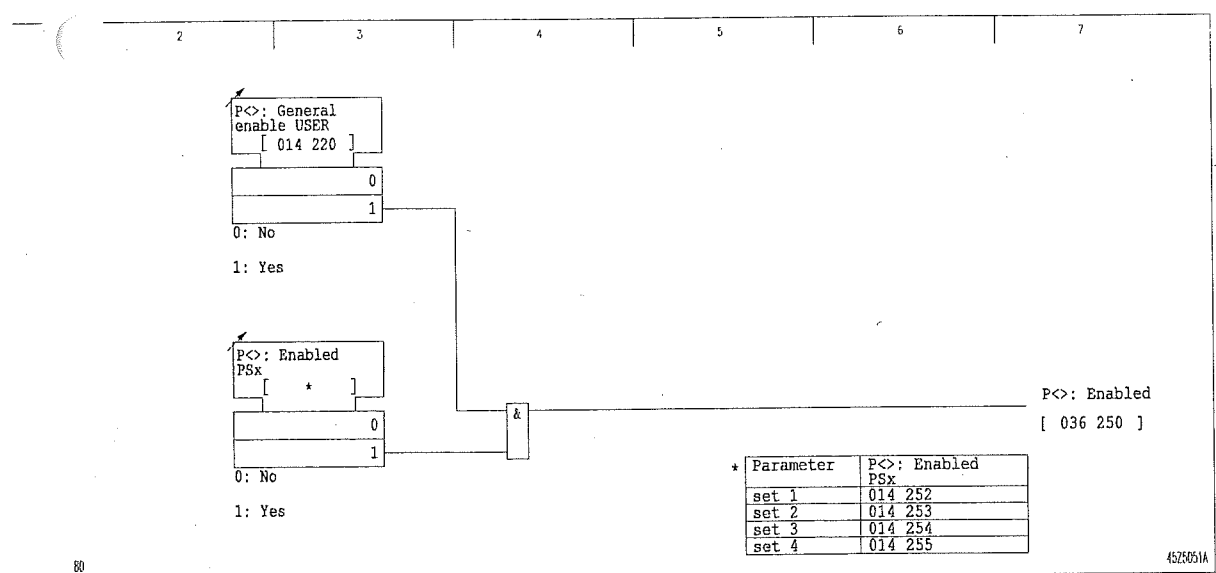 2 3 4 5 6 7
P<>: General
enable USER
[ 014 220 ]
0
1
0: No
1: Yes
P<>: Enabled
PSx
[ * ]
0
1
0: No
1: Yes
&
P<>: Enabled
[ 036 250 ]
* Parameter P<>: Enabled
PSx
set 1 014 252
set 2 014 253
set 3 014 254
set 4 014 255
80
45Z5051A